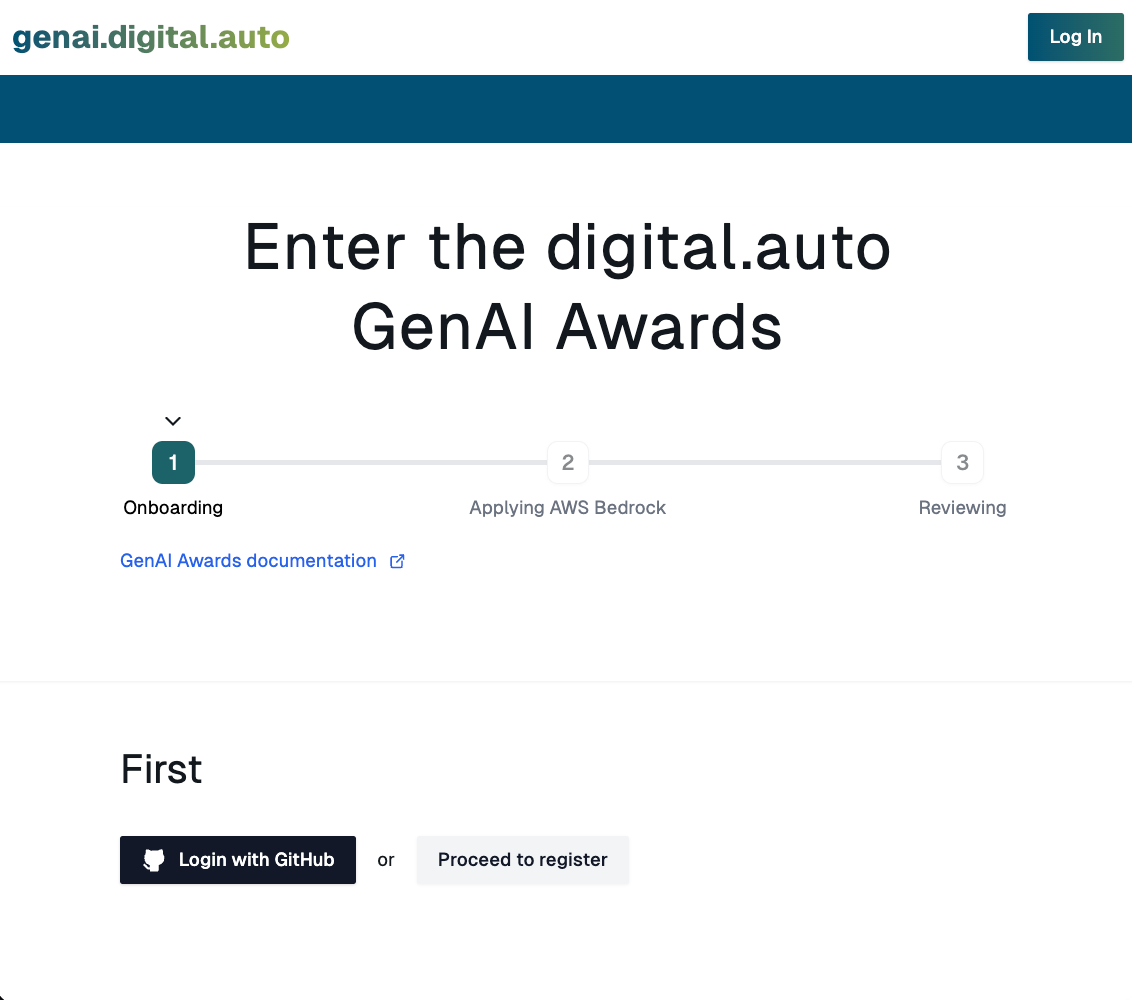 genai.digital.auto
Log In
Enter the digital.auto
GenAI Awards
1
2
3
Onboarding
Applying AWS Bedrock
Reviewing
GenAI Awards documentation
First
Login with GitHub
or
Proceed to register